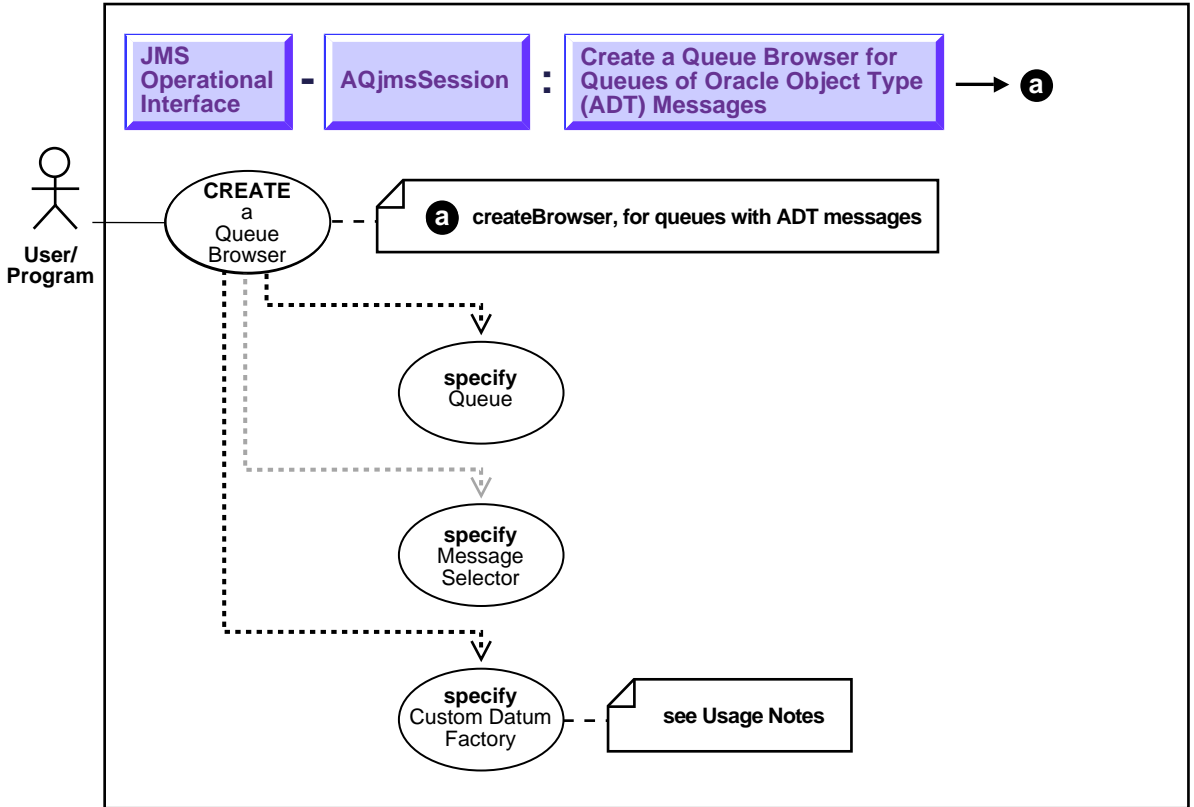 JMS
Operational
Interface
-
AQjmsSession
:
Create a Queue Browser for
Queues of Oracle Object Type
(ADT) Messages
a
User/
Program
CREATE
a
Queue
Browser
a createBrowser, for queues with ADT messages
specify
Queue
specify
Message
Selector
specify
Custom Datum
Factory
see Usage Notes